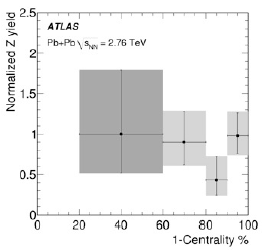 2.5
ATLAS
Pb+Pb √s_NN = 2.76 TeV
2
1.5
1
0.5
0
Normalized Z yield
0 20 40 60 80 100
1-Centrality %